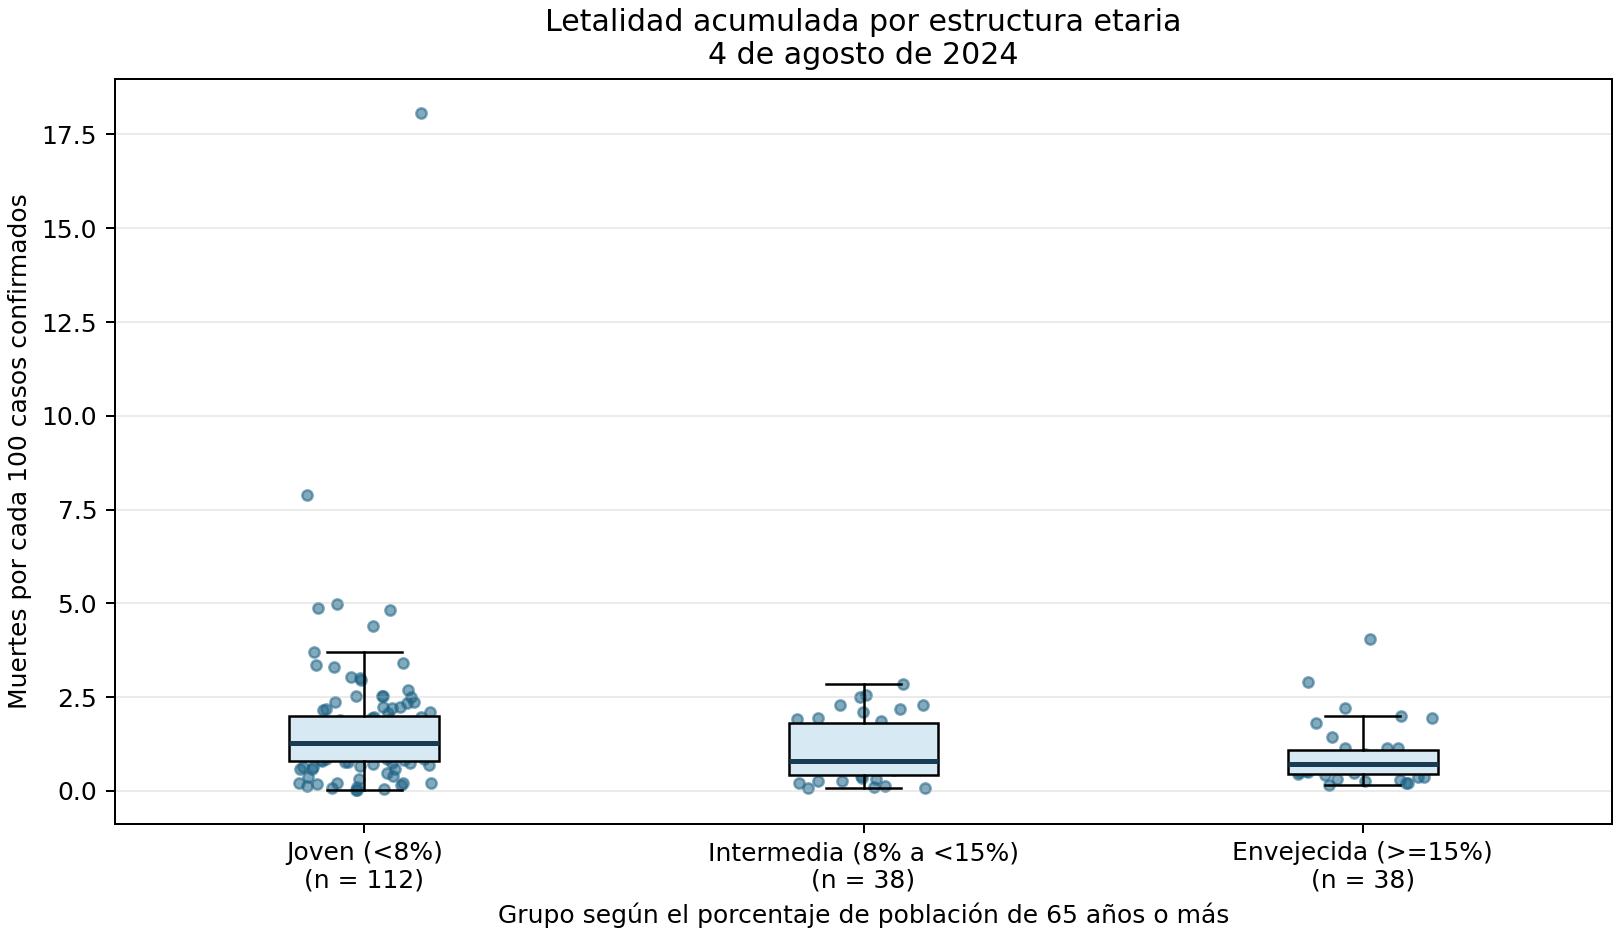 Letalidad acumulada por estructura etaria
4 de agosto de 2024
Muertes por cada 100 casos confirmados
17.5
15.0
12.5
10.0
7.5
5.0
2.5
0.0
Joven (<8%)
(n = 112)
Intermedia (8% a <15%)
(n = 38)
Envejecida (>=15%)
(n = 38)
Grupo según el porcentaje de población de 65 años o más